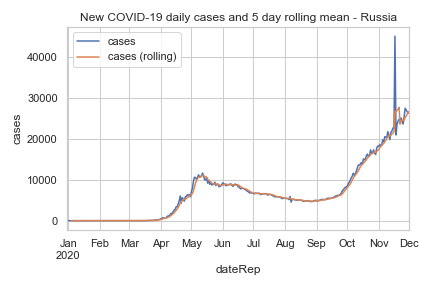 New COVID-19 daily cases and 5 day rolling mean - Russia
cases
cases (rolling)
40000
30000
20000
10000
0
cases
Jan Feb Mar Apr May Jun Jul Aug Sep Oct Nov Dec
2020
dateRep